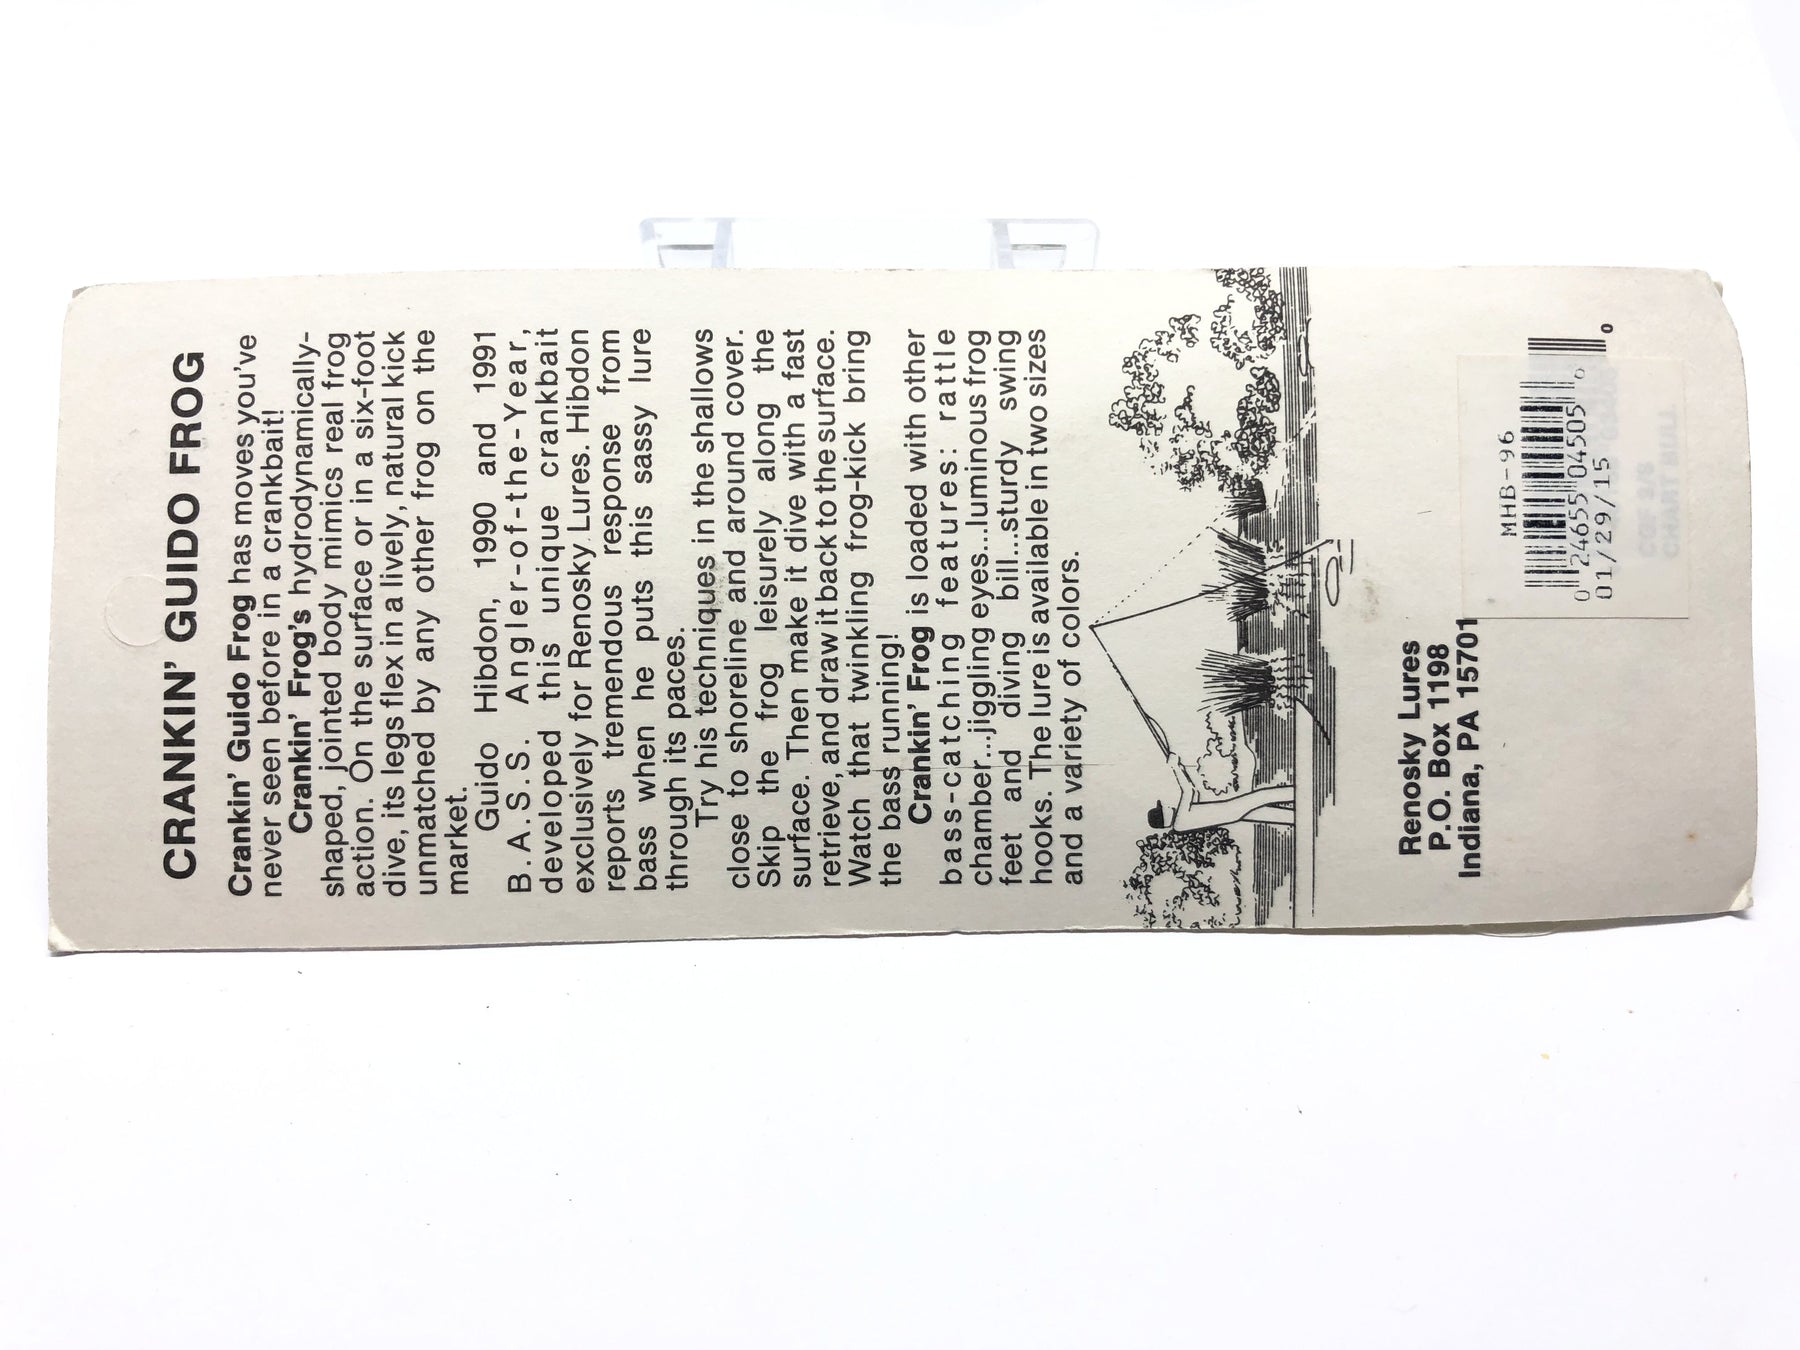 CRANKIN' GUIDO FROG
Crankin' Guido Frog has moves you've
never seen before in a crankbait!
Crankin' Frog's hydrodynamically-
shaped, jointed body mimics real frog
action. On the surface or in a six-foot
dive, its legs flex in a lively, natural kick
unmatched by any other frog on the
market.
Guido Hibdon, 1990 and 1991
B.A.S.S. Angler-of-the-Year,
developed this unique crankbait
exclusively for Renosky Lures. Hibdon
reports tremendous response from
bass when he puts this sassy lure
through its paces.
Try his techniques in the shallows
close to shoreline and around cover.
Skip the frog leisurely along the
surface. Then make it dive with a fast
retrieve, and draw it back to the surface.
Watch that twinkling frog-kick bring
the bass running!
Crankin' Frog is loaded with other
bass-catching features: rattle
chamber...jiggling eyes...luminous frog
feet and diving bill...sturdy swing
hooks. The lure is available in two sizes
and a variety of colors.
Renosky Lures
P.O. Box 1198
Indiana, PA 15701
MHB-96
0 24655 04505 6
01/29/15
0
CGF 3/8